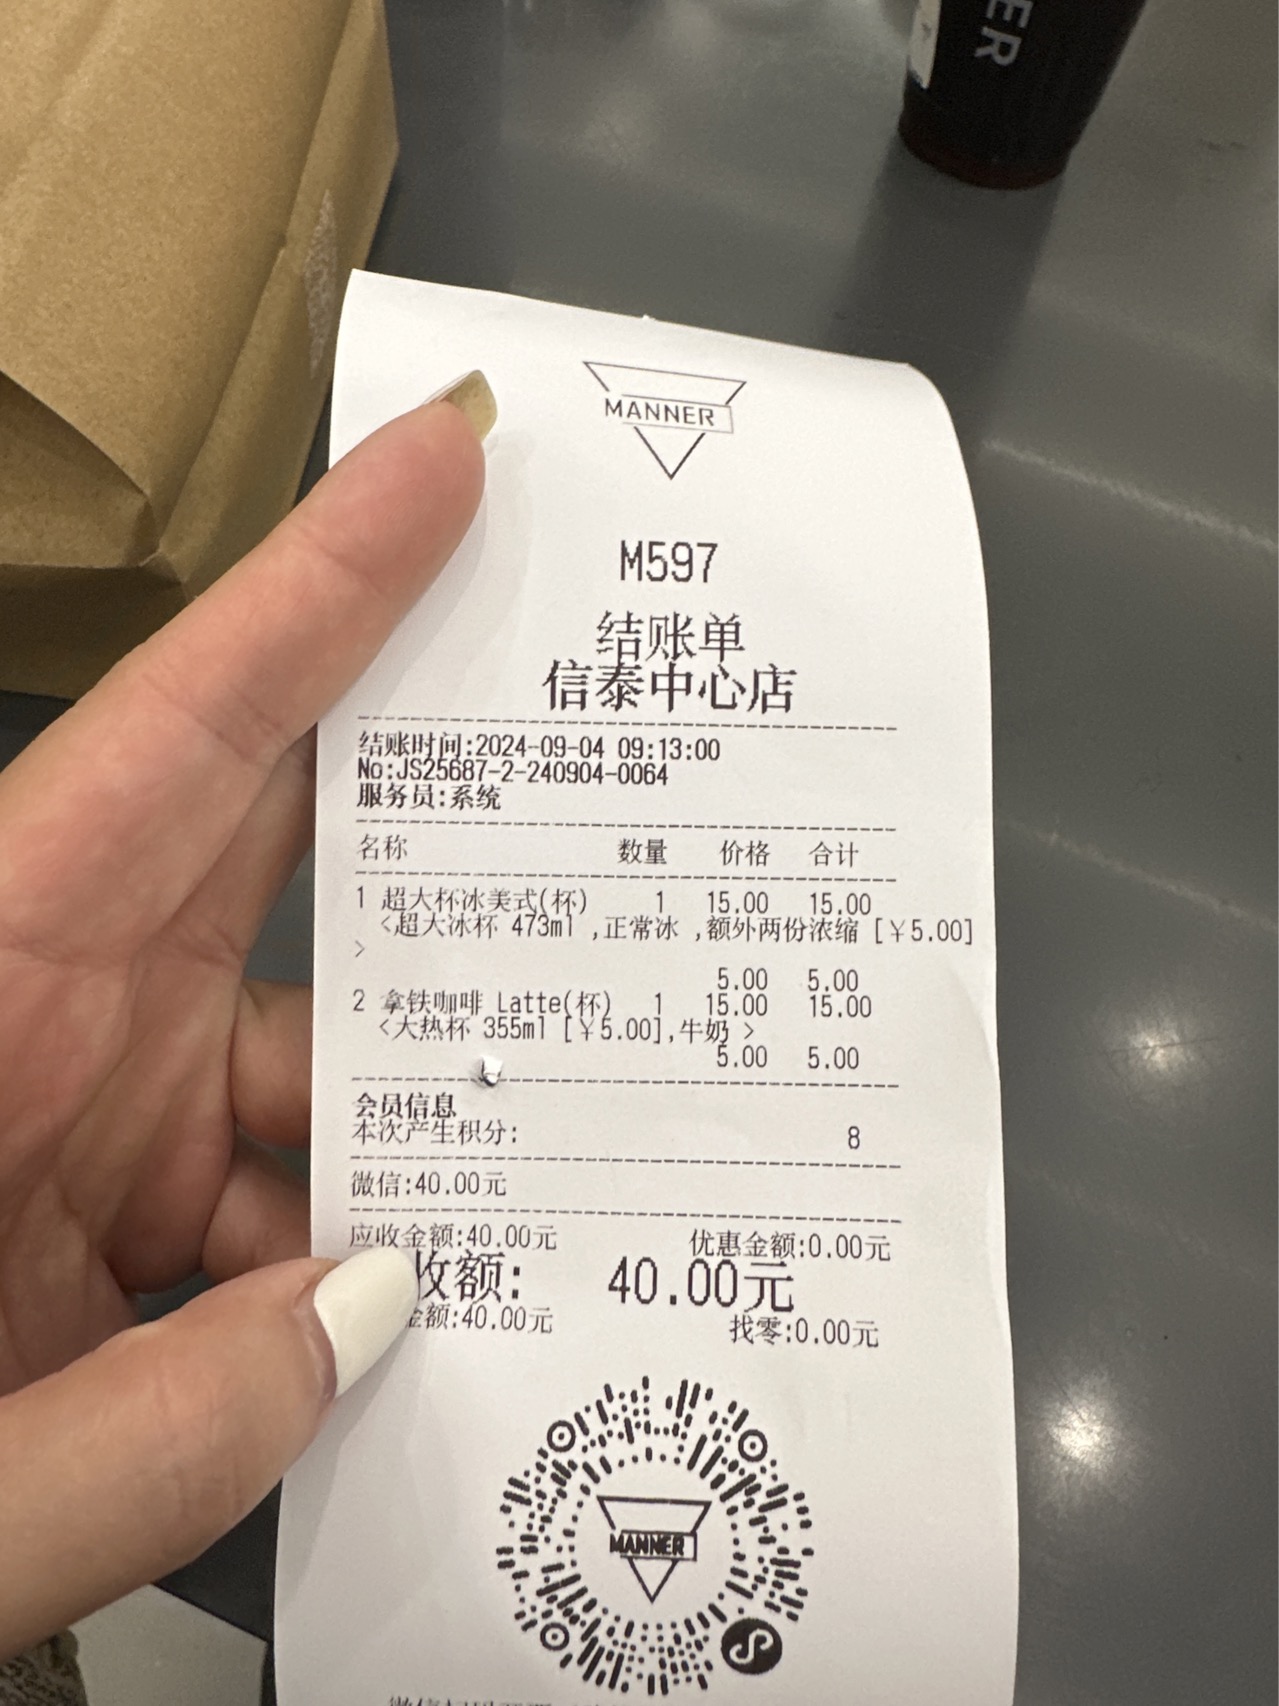 ER
MANNER
M597
结账单
信泰中心店
结账时间:2024-09-04 09:13:00
No:JS25687-2-240904-0064
服务员:系统
名称 数量 价格 合计
1 超大杯冰美式(杯) 1 15.00 15.00
<超大冰杯 473ml ,正常冰 ,额外两份浓缩 [￥5.00]
>
5.00 5.00
2 拿铁咖啡 Latte(杯) 1 15.00 15.00
<大热杯 355ml [￥5.00],牛奶 >
5.00 5.00
会员信息
本次产生积分: 8
微信:40.00元
应收金额:40.00元 优惠金额:0.00元
收额: 40.00元
金额:40.00元 找零:0.00元
MANNER